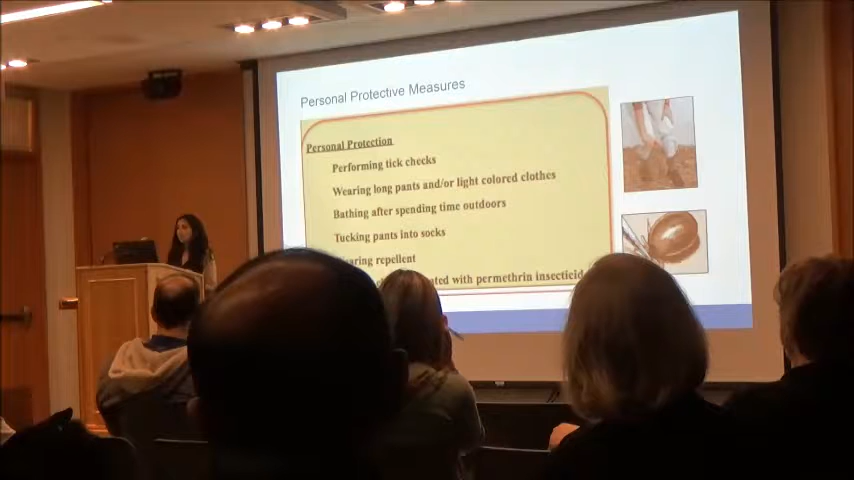 Personal Protective Measures
Personal Protection
Performing tick checks
Wearing long pants and/or light colored clothes
Bathing after spending time outdoors
Tucking pants into socks
repellent
with permethrin